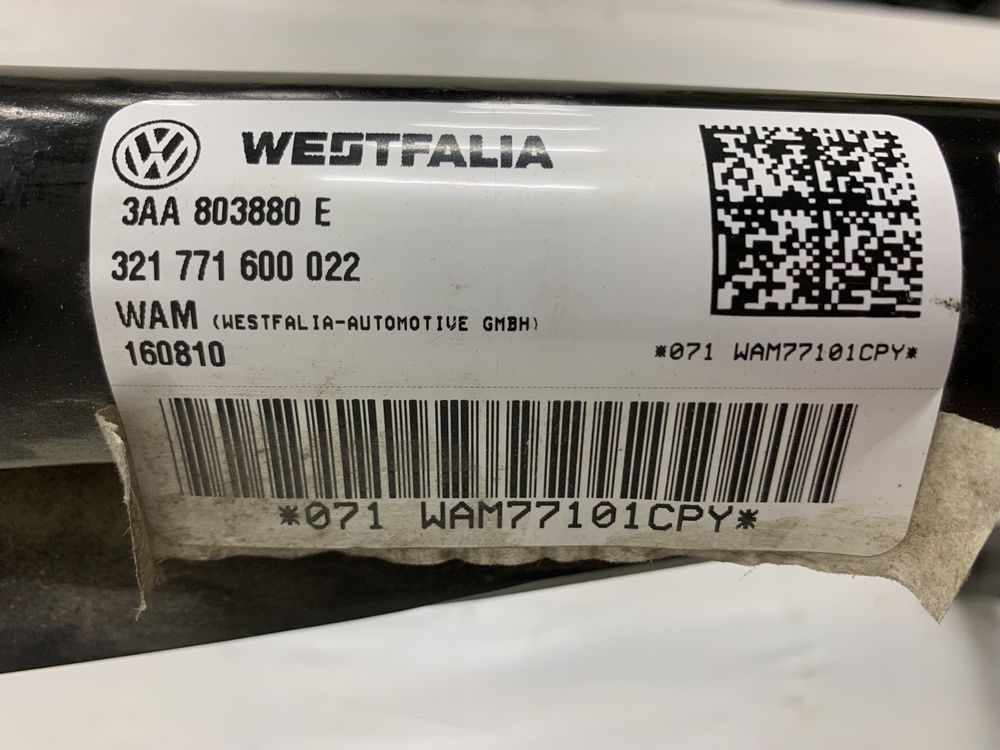 WESTFALIA
3AA 803880 E
321 771 600 022
WAM (WESTFALIA-AUTOMOTIVE GMBH)
160810
*071 WAM77101CPY*
*071 WAM77101CPY*